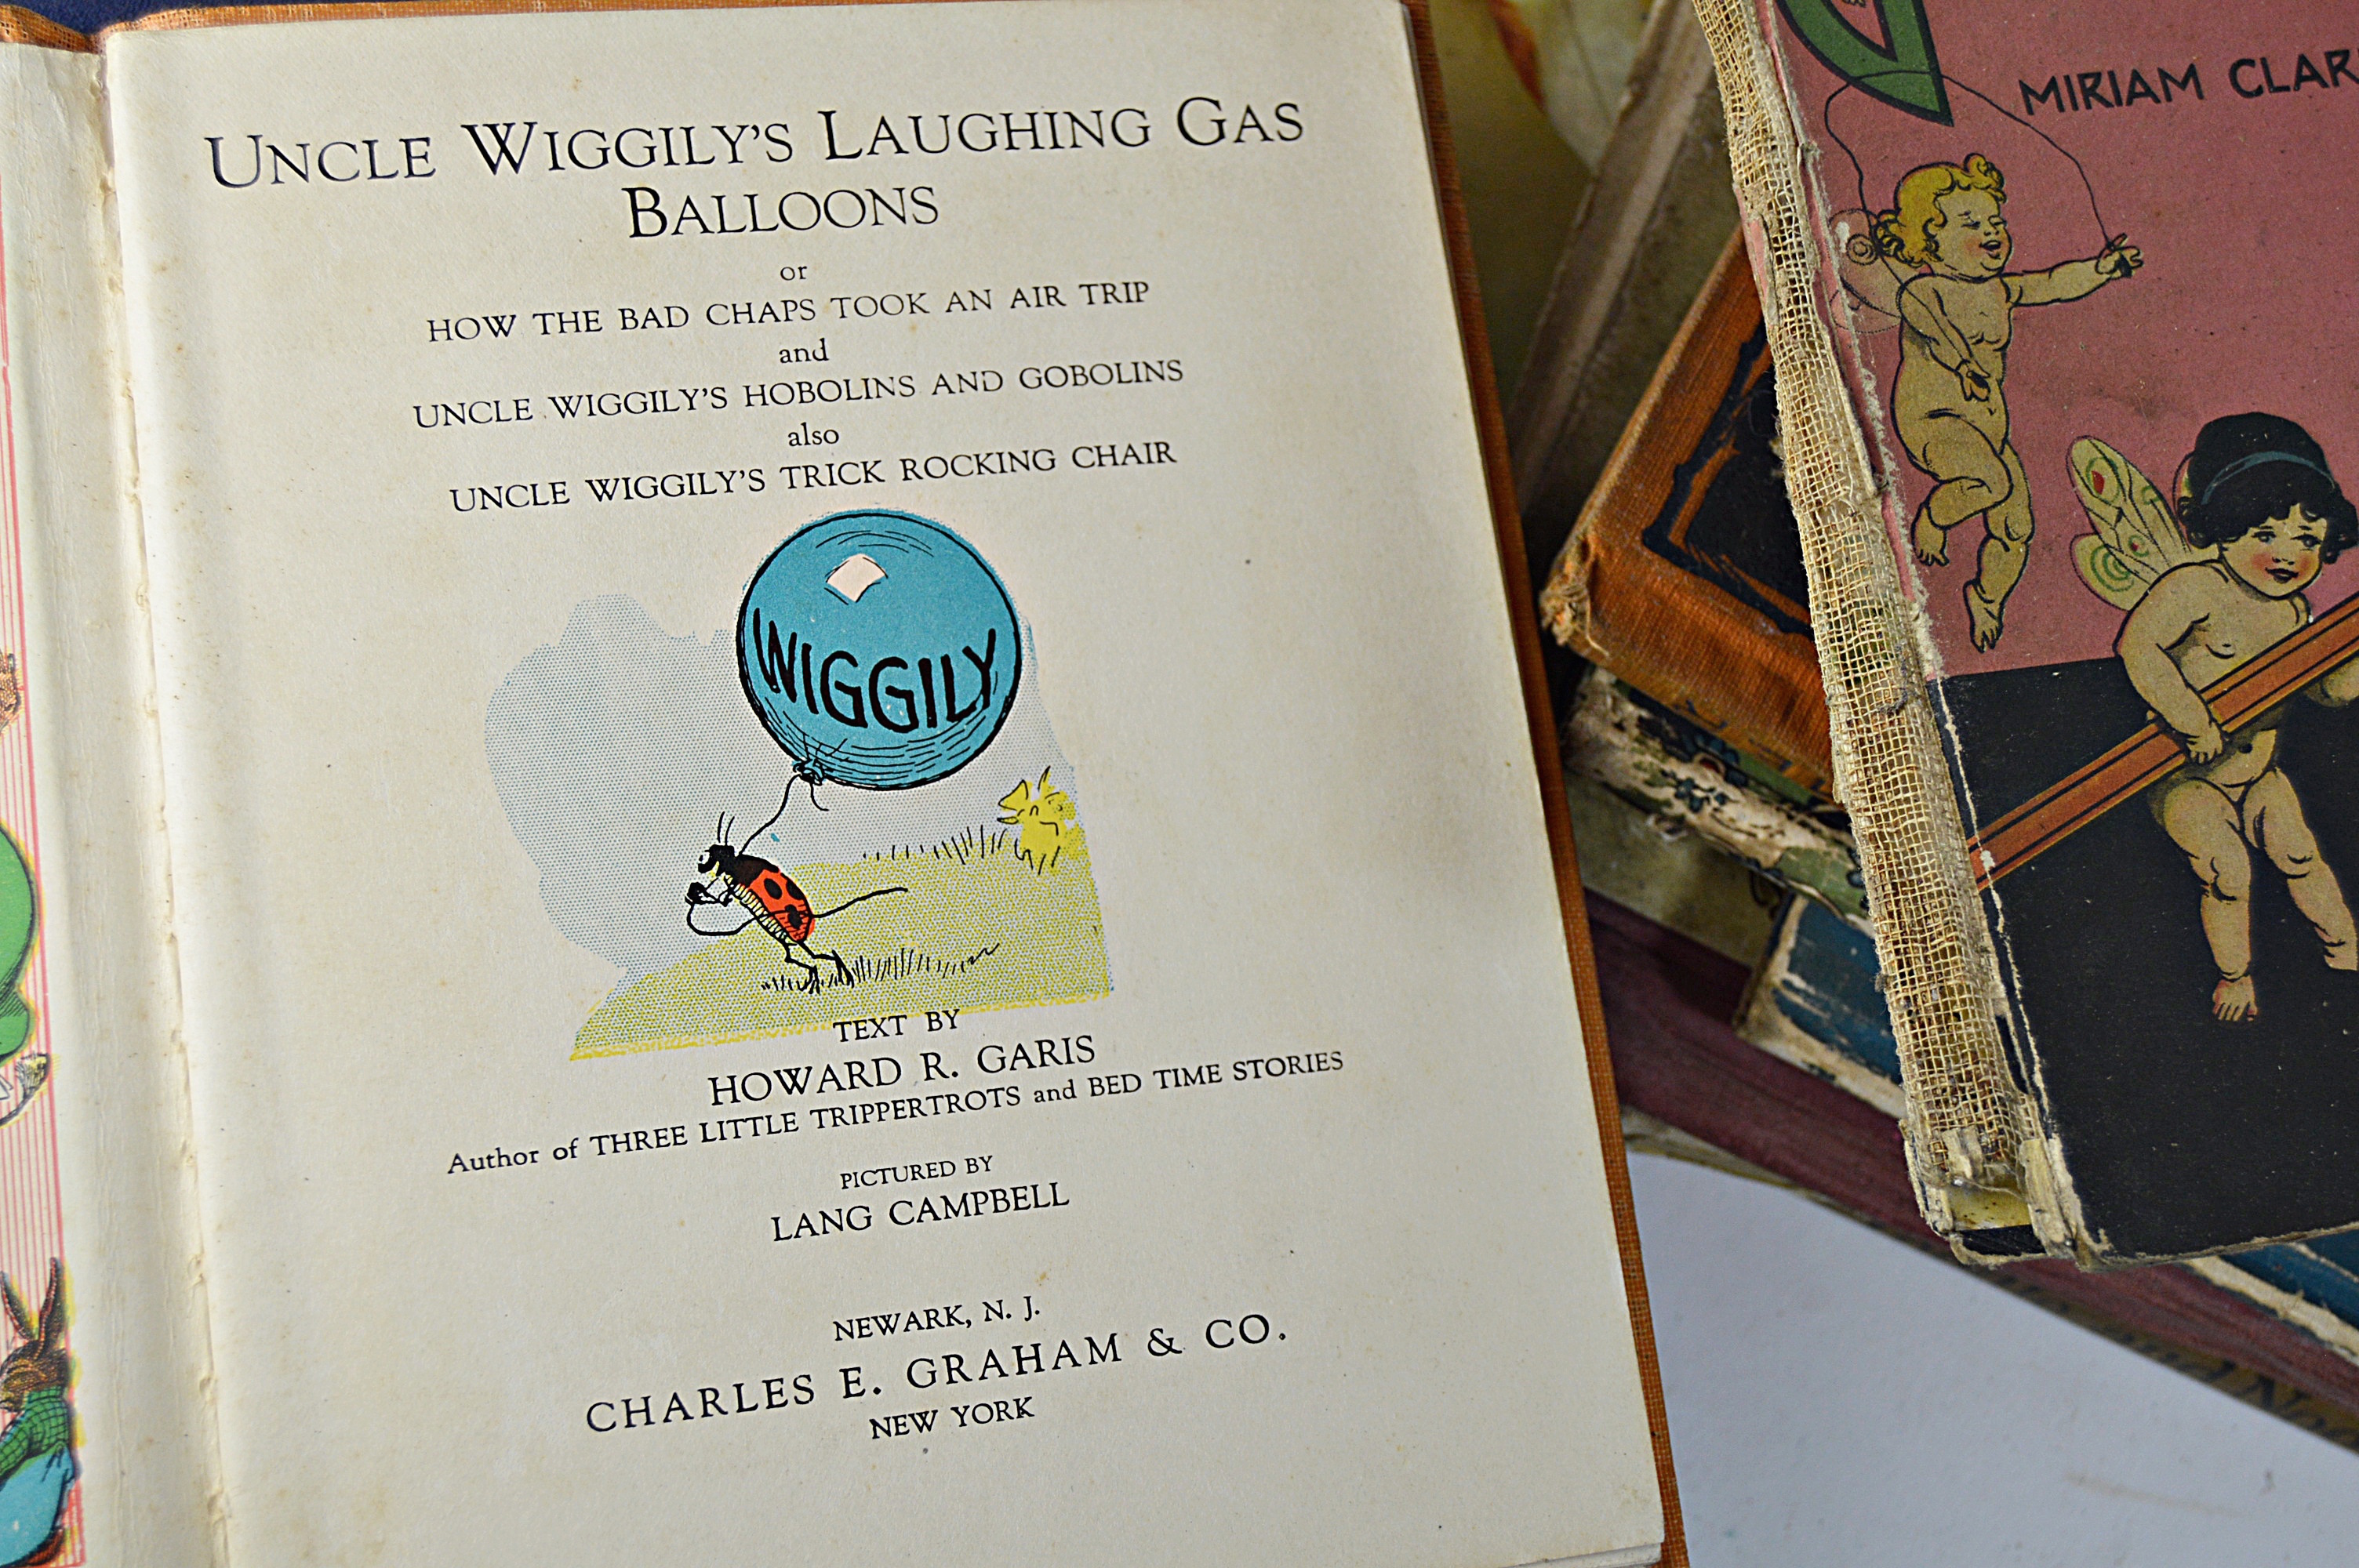 UNCLE WIGGILY'S LAUGHING GAS
BALLOONS
or
HOW THE BAD CHAPS TOOK AN AIR TRIP
and
UNCLE WIGGILY'S HOBOLINS AND GOBOLINS
also
UNCLE WIGGILY'S TRICK ROCKING CHAIR
WIGGILY
TEXT BY
HOWARD R. GARIS
Author of THREE LITTLE TRIPPERTROTS and BED TIME STORIES
PICTURED BY
LANG CAMPBELL
NEWARK, N. J.
CHARLES E. GRAHAM & CO.
NEW YORK
MIRIAM CLAR